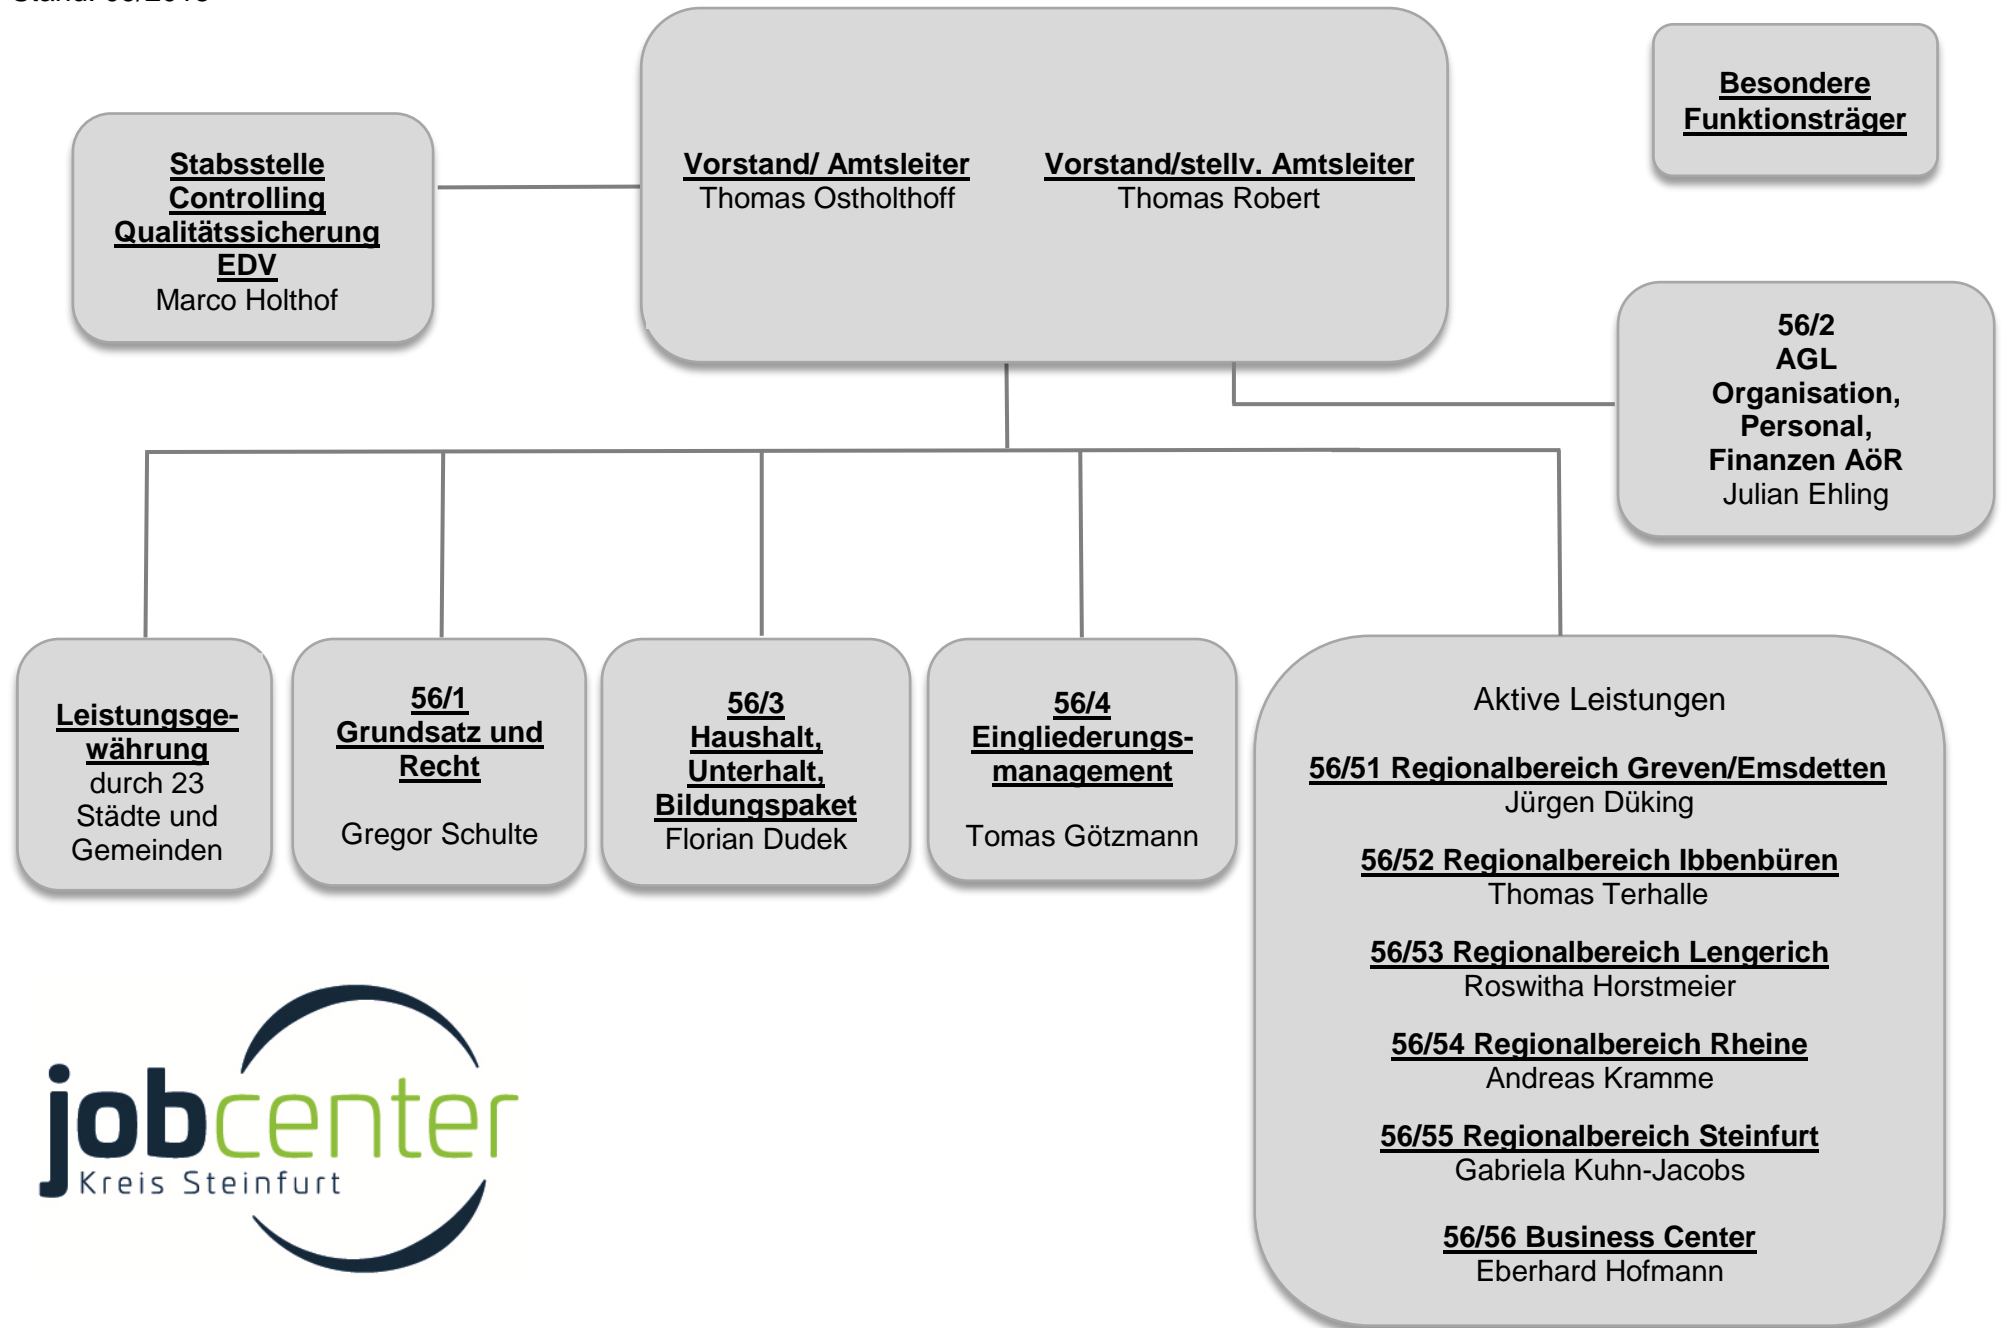 Besondere
Funktionsträger
Stabsstelle
Controlling
Qualitätssicherung
EDV
Marco Holthof
Vorstand/ Amtsleiter
Thomas Ostholthoff
Vorstand/stellv. Amtsleiter
Thomas Robert
56/2
AGL
Organisation,
Personal,
Finanzen AöR
Julian Ehling
Leistungsge-
währung
durch 23
Städte und
Gemeinden
56/1
Grundsatz und
Recht
Gregor Schulte
56/3
Haushalt,
Unterhalt,
Bildungspaket
Florian Dudek
56/4
Eingliederungs-
management
Tomas Götzmann
Aktive Leistungen
56/51 Regionalbereich Greven/Emsdetten
Jürgen Düking
56/52 Regionalbereich Ibbenbüren
Thomas Terhalle
56/53 Regionalbereich Lengerich
Roswitha Horstmeier
56/54 Regionalbereich Rheine
Andreas Kramme
56/55 Regionalbereich Steinfurt
Gabriela Kuhn-Jacobs
56/56 Business Center
Eberhard Hofmann
jobcenter
Kreis Steinfurt